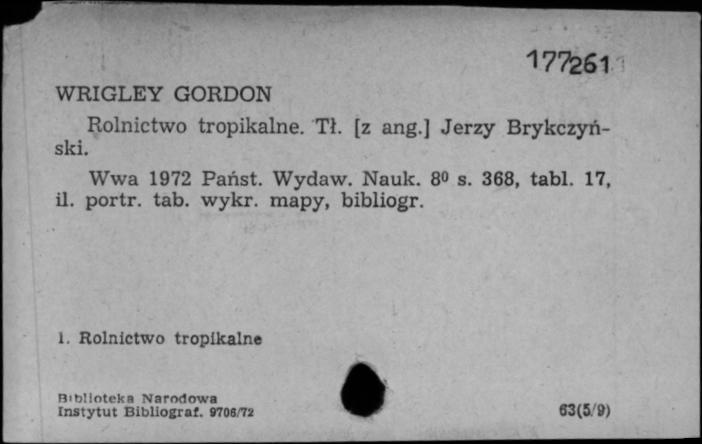 177261
WRIGLEY GORDON
Rolnictwo tropikalne. Tł. [z ang.] Jerzy Brykczyń-
ski.
Wwa 1972 Państ. Wydaw. Nauk. 8⁰ s. 368, tabl. 17,
il. portr. tab. wykr. mapy, bibliogr.
1. Rolnictwo tropikalne
Biblioteka Narodowa
Instytut Bibliograf. 9706/72
63(5/9)